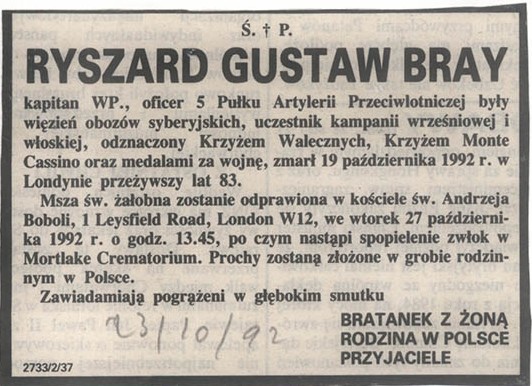 Ś. † P.
RYSZARD GUSTAW BRAY
kapitan WP., oficer 5 Pułku Artylerii Przeciwlotniczej były
więzień obozów syberyjskich, uczestnik kampanii wrześniowej i
włoskiej, odznaczony Krzyżem Walecznych, Krzyżem Monte
Cassino oraz medalami za wojnę, zmarł 19 października 1992 r. w
Londynie przeżywszy lat 83.
Msza św. żałobna zostanie odprawiona w kościele św. Andrzeja
Boboli, 1 Leysfield Road, London W12, we wtorek 27 październi-
ka 1992 r. o godz. 13.45, po czym nastąpi spopielenie zwłok w
Mortlake Crematorium. Prochy zostaną złożone w grobie rodzin-
nym w Polsce.
Zawiadamiają pogrążeni w głębokim smutku
23/10/92
BRATANEK Z ŻONĄ
RODZINA W POLSCE
PRZYJACIELE
2733/2/37